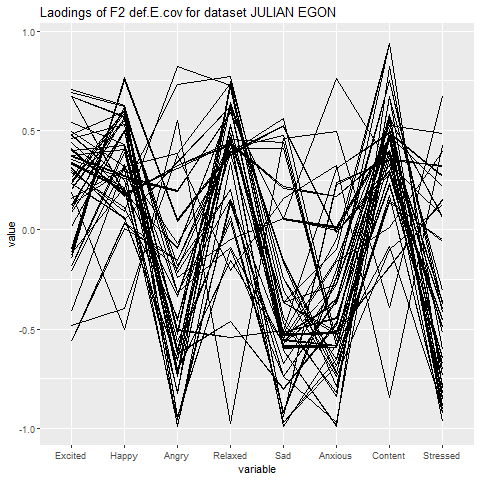 Laodings of F2 def.E.cov for dataset JULIAN EGON
1.0
0.5
0.0
-0.5
-1.0
value
Excited Happy Angry Relaxed Sad Anxious Content Stressed
variable